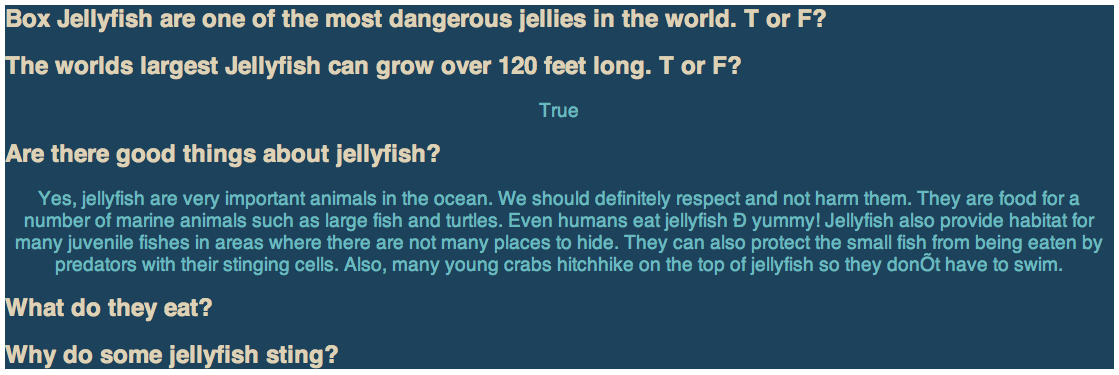 Box Jellyfish are one of the most dangerous jellies in the world. T or F?
The worlds largest Jellyfish can grow over 120 feet long. T or F?
True
Are there good things about jellyfish?
Yes, jellyfish are very important animals in the ocean. We should definitely respect and not harm them. They are food for a
number of marine animals such as large fish and turtles. Even humans eat jellyfish Ð yummy! Jellyfish also provide habitat for
many juvenile fishes in areas where there are not many places to hide. They can also protect the small fish from being eaten by
predators with their stinging cells. Also, many young crabs hitchhike on the top of jellyfish so they donÕt have to swim.
What do they eat?
Why do some jellyfish sting?